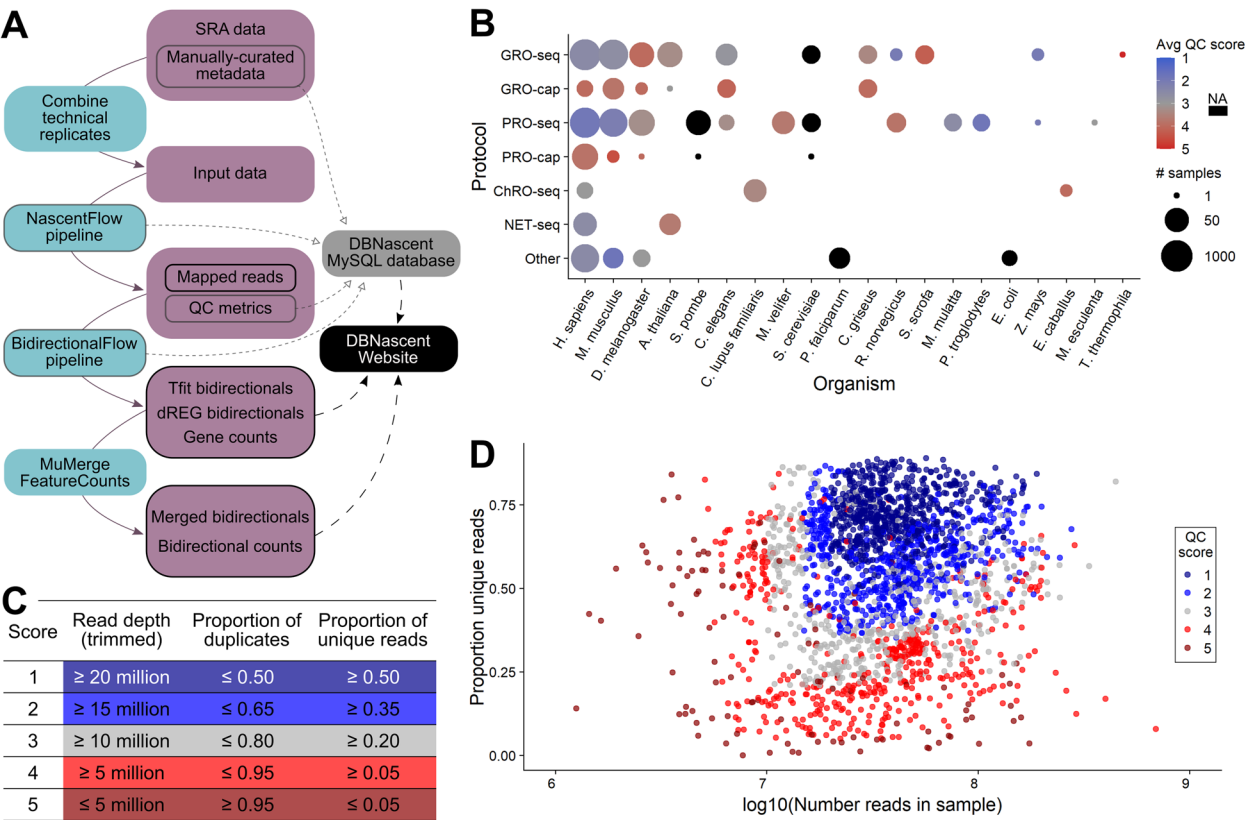 A
SRA data
Manually-curated
metadata
Combine
technical
replicates
Input data
NascentFlow
pipeline
DBNascent
MySQL database
Mapped reads
QC metrics
BidirectionalFlow
pipeline
DBNascent
Website
Tfit bidirectionals
dREG bidirectionals
Gene counts
MuMerge
FeatureCounts
Merged bidirectionals
Bidirectional counts
B
Protocol
GRO-seq
GRO-cap
PRO-seq
PRO-cap
ChRO-seq
NET-seq
Other
H. sapiens
M. musculus
D. melanogaster
A. thaliana
S. pombe
C. elegans
C. lupus familiaris
M. velifer
S. cerevisiae
P. falciparum
C. griseus
R. norvegicus
S. scrofa
M. mulatta
P. troglodytes
E. coli
Z. mays
E. caballus
M. esculenta
T. thermophila
Organism
Avg QC score
1
2
3
4
5
NA
# samples
1
50
1000
C
Score Read depth (trimmed) Proportion of duplicates Proportion of unique reads
1 ≥ 20 million ≤ 0.50 ≥ 0.50
2 ≥ 15 million ≤ 0.65 ≥ 0.35
3 ≥ 10 million ≤ 0.80 ≥ 0.20
4 ≥ 5 million ≤ 0.95 ≥ 0.05
5 ≤ 5 million ≥ 0.95 ≤ 0.05
D
Proportion unique reads
0.75
0.50
0.25
0.00
6 7 8 9
log10(Number reads in sample)
QC
score
1
2
3
4
5